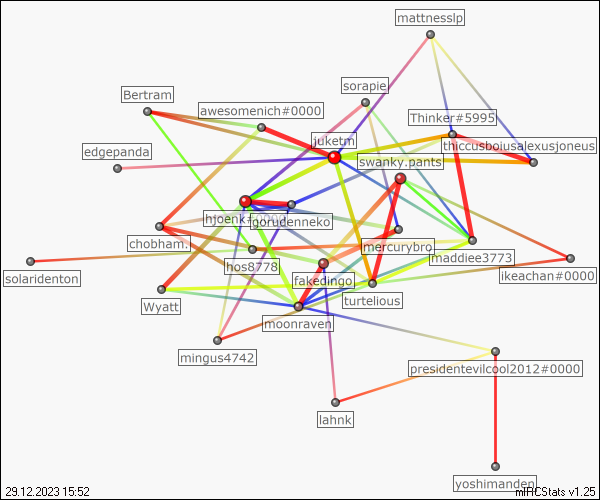 mattnesslp
sorapie
Bertram
awesomenich#0000
Thinker#5995
juketm
thiccusboiusalexusjoneus
edgepanda
swanky.pants
gorudenneko
chobham.
mercurybro
hos8778
maddiee3773
solaridenton
fakedingo
ikeachan#0000
Wyatt
turtelious
moonraven
mingus4742
presidentevilcool2012#0000
lahnk
yoshimanden
29.12.2023 15:52
mIRCStats v1.25